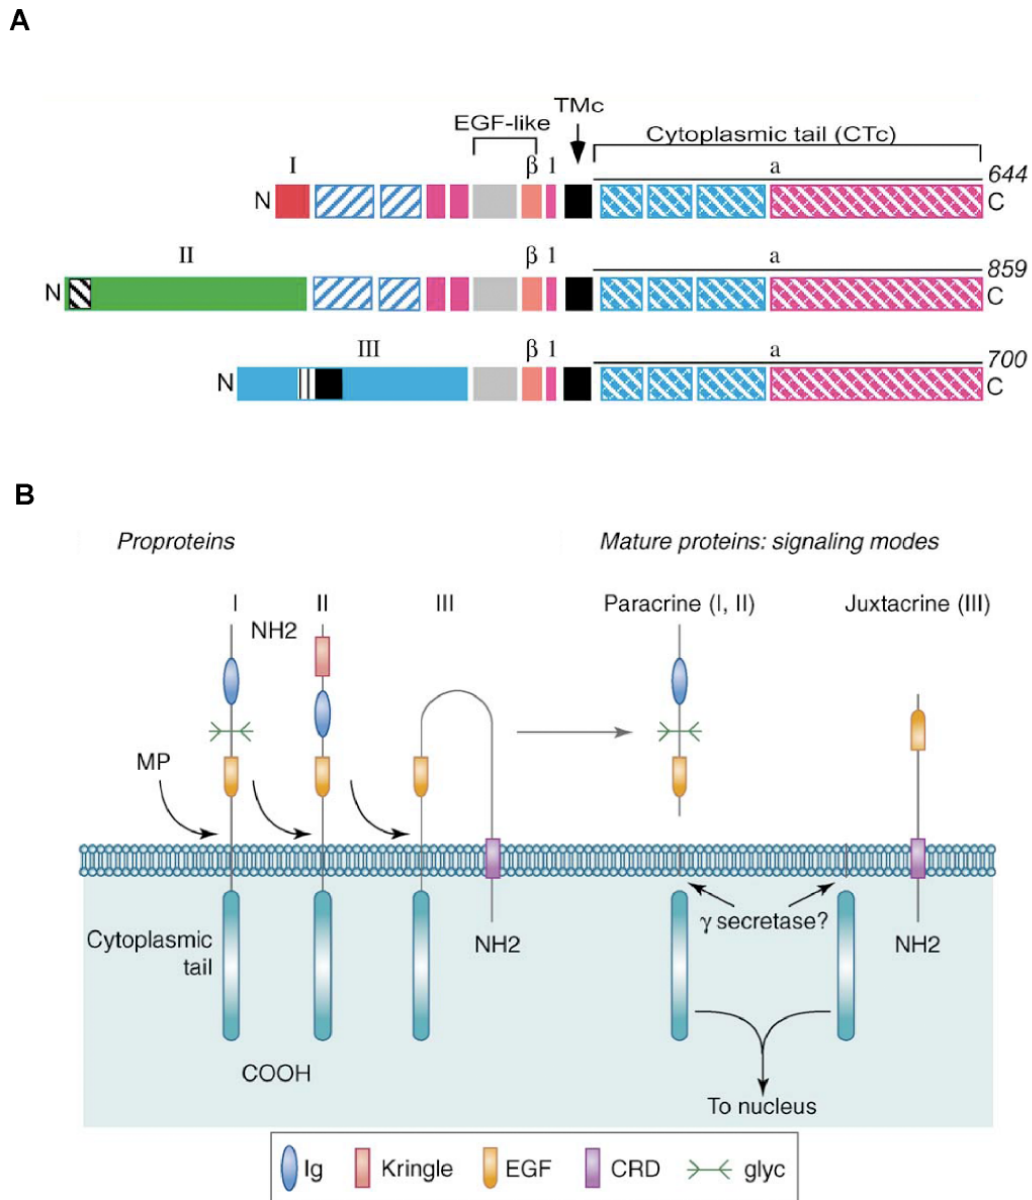 A
TMc
EGF-like
Cytoplasmic tail (CTc)
I β 1 a 644
N C
II β 1 a 859
N C
III β 1 a 700
N C
B
Proproteins Mature proteins: signaling modes
I II III Paracrine (I, II) Juxtacrine (III)
NH2
MP
γ secretase?
Cytoplasmic
tail
NH2 NH2
COOH
To nucleus
Ig Kringle EGF CRD glyc